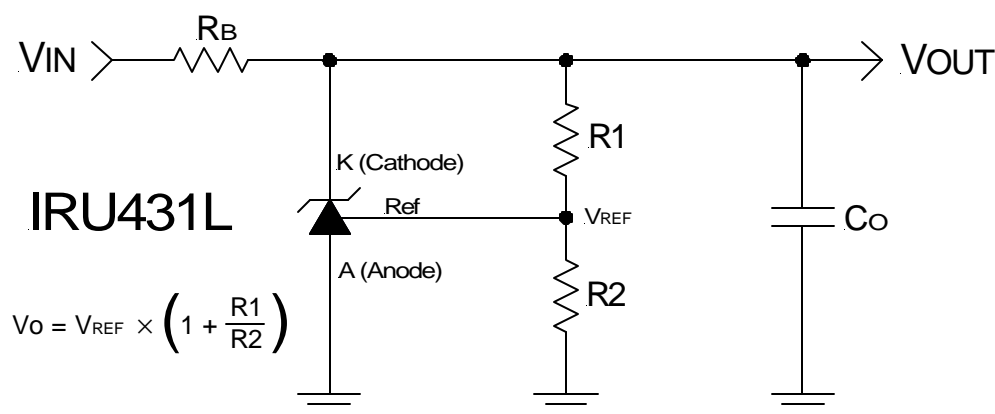 RB
VIN
VOUT
R1
K (Cathode)
IRU431L
Ref
VREF
CO
A (Anode)
R2
Vo = VREF × (1 + R1/R2)